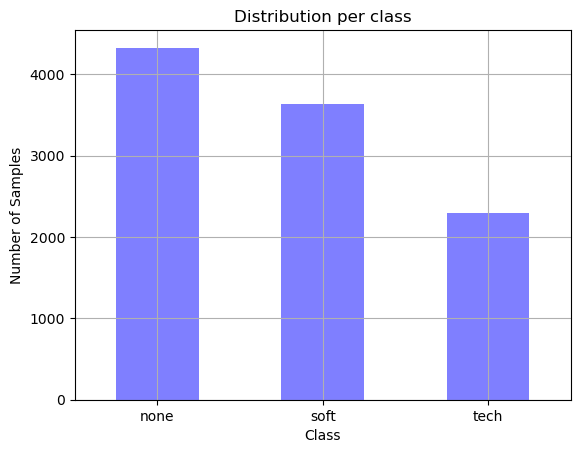 Distribution per class
Number of Samples
4000
3000
2000
1000
0
none soft tech
Class